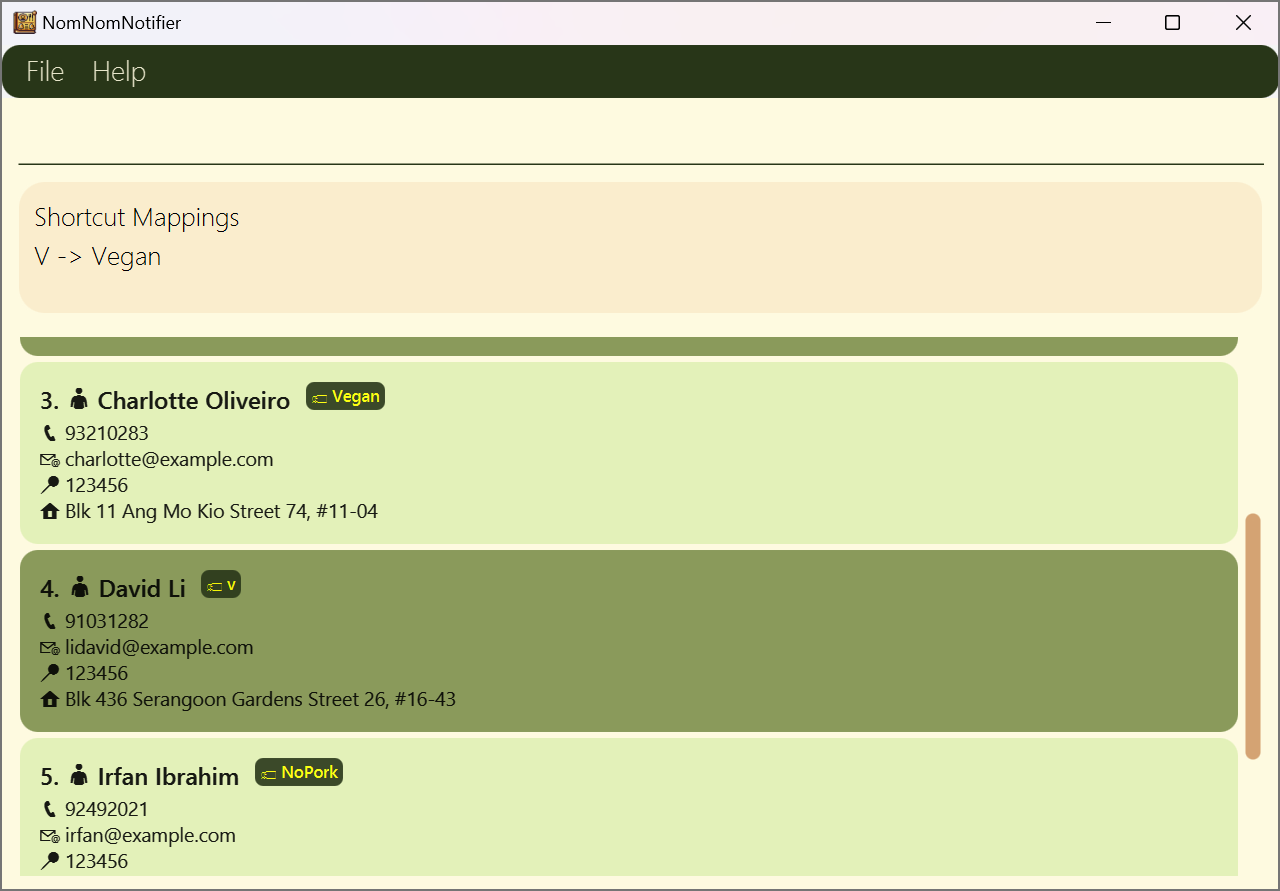 NomNomNotifier
File Help
Shortcut Mappings
V -> Vegan
3. Charlotte Oliveiro Vegan
93210283
charlotte@example.com
123456
Blk 11 Ang Mo Kio Street 74, #11-04
4. David Li v
91031282
lidavid@example.com
123456
Blk 436 Serangoon Gardens Street 26, #16-43
5. Irfan Ibrahim NoPork
92492021
irfan@example.com
123456